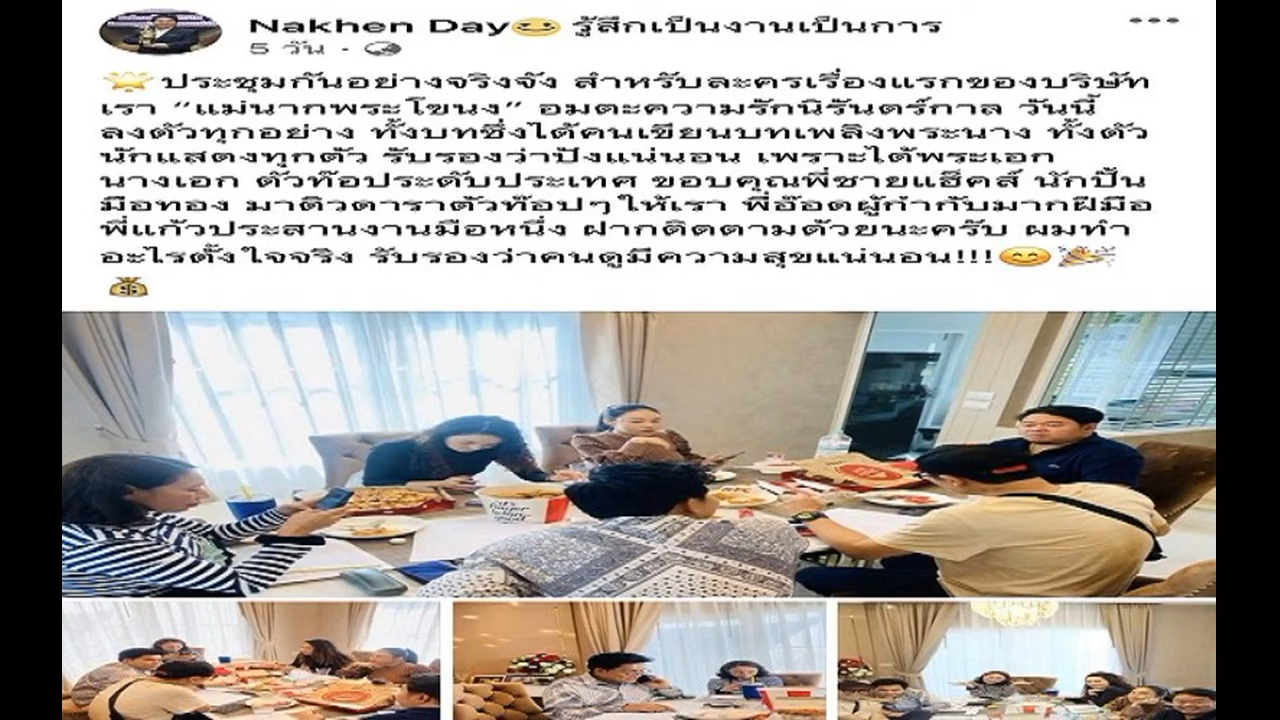 Nakhen Day😆 รู้สึกเป็นงานเป็นการ
5 วัน ·
🌟 ประชุมกันอย่างจริงจัง สำหรับละครเรื่องแรกของบริษัท
เรา “แม่นากพระโขนง” อมตะความรักนิรันตร์กาล วันนี้
ลงตัวทุกอย่าง ทั้งบทซึ่งได้คนเขียนบทเพลิงพระนาง ทั้งตัว
นักแสดงทุกตัว รับรองว่าปังแน่นอน เพราะได้พระเอก
นางเอก ตัวท๊อประดับประเทศ ขอบคุณพี่ชายแฮ็คส์ นักปั้น
มือทอง มาดิวดาราตัวท๊อปๆให้เรา พี่อ๊อดผู้กำกับมากฝีมือ
พี่แก้วประสานงานมือหนึ่ง ฝากติดตามด้วยนะครับ ผมทำ
อะไรตั้งใจจริง รับรองว่าคนดูมีความสุขแน่นอน!!!😊🎉
💰